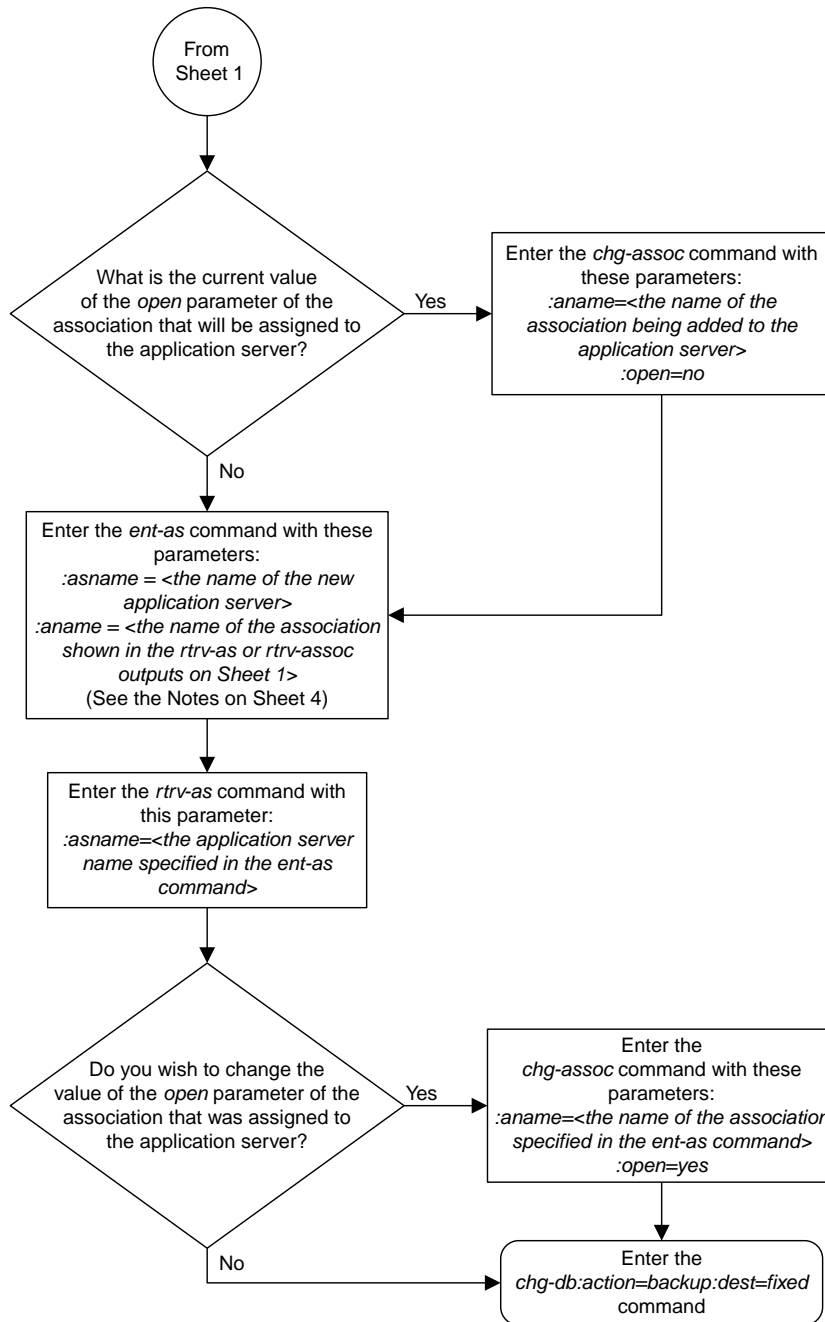 From
Sheet 1
What is the current value
of the open parameter of the
association that will be assigned to
the application server?
Yes
Enter the chg-assoc command with
these parameters:
:aname=<the name of the
association being added to the
application server>
:open=no
No
Enter the ent-as command with these
parameters:
:asname = <the name of the new
application server>
:aname = <the name of the association
shown in the rtrv-as or rtrv-assoc
outputs on Sheet 1>
(See the Notes on Sheet 4)
Enter the rtrv-as command with
this parameter:
:asname=<the application server
name specified in the ent-as
command>
Do you wish to change the
value of the open parameter of the
association that was assigned to
the application server?
Yes
Enter the
chg-assoc command with these
parameters:
:aname=<the name of the association
specified in the ent-as command>
:open=yes
No
Enter the
chg-db:action=backup:dest=fixed
command